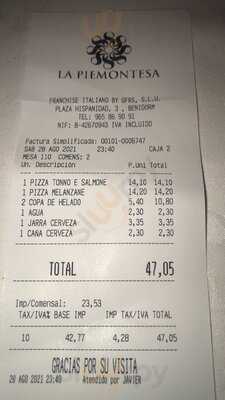 LA PIEMONTESA
FRANCHISE ITALIANO BY GFRS, S.L.U.
PLAZA HISPANIDAD, 3 , BENIDORM
TEL: 965 86 90 91
NIF: B-42670943 IVA INCLUIDO
Factura Simplificada: 00101-0006747
SAB 28 AGO 2021 23:40 CAJA 2
MESA 110 COMENS: 2
Un. Descripción P.Uni Total
1 PIZZA TONNO E SALMONE 14,10 14,10
1 PIZZA MELANZANE 14,20 14,20
2 COPA DE HELADO 5,40 10,80
1 AGUA 2,30 2,30
1 JARRA CERVEZA 3,35 3,35
1 CANA CERVEZA 2,30 2,30
TOTAL 47,05
Imp/Comensal: 23,53
TAX/IVA% BASE IMP IMP TAX/IVA TOTAL
10 42,77 4,28 47,05
GRACIAS POR SU VISITA
28 AGO 2021 23:40 Atendido por JAVIER